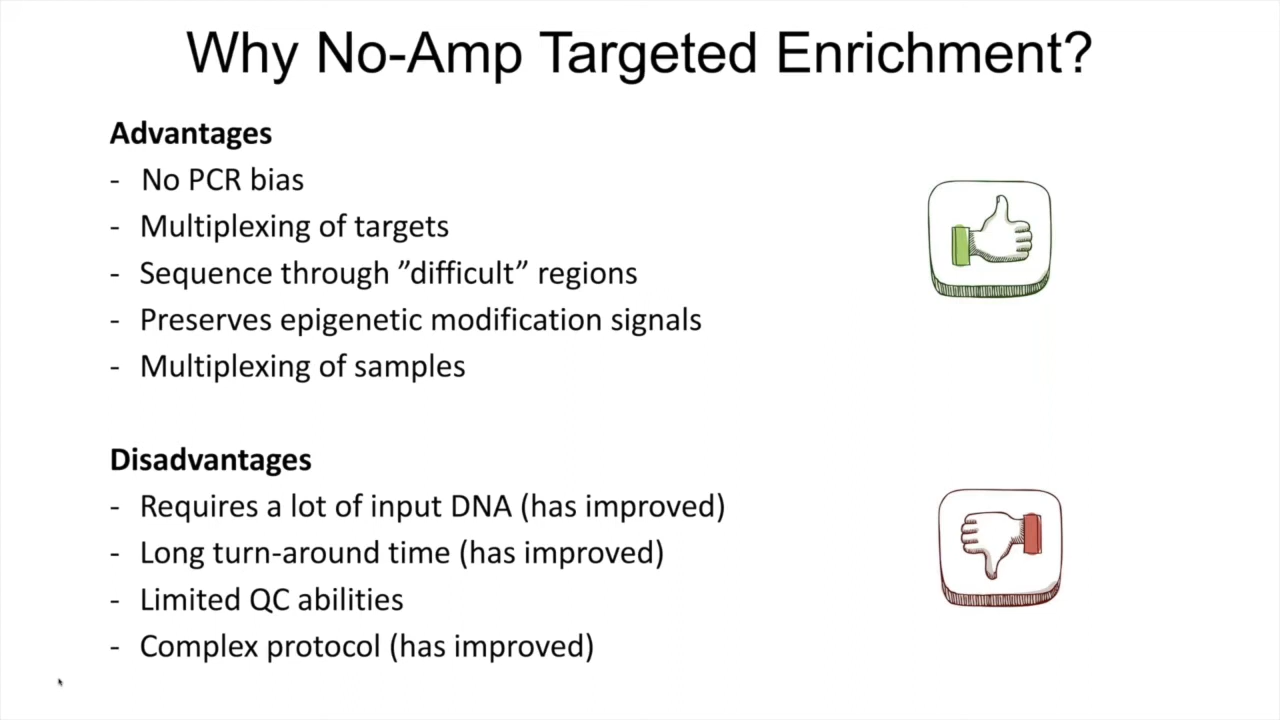 Why No-Amp Targeted Enrichment?
Advantages
- No PCR bias
- Multiplexing of targets
- Sequence through ”difficult” regions
- Preserves epigenetic modification signals
- Multiplexing of samples
Disadvantages
- Requires a lot of input DNA (has improved)
- Long turn-around time (has improved)
- Limited QC abilities
- Complex protocol (has improved)